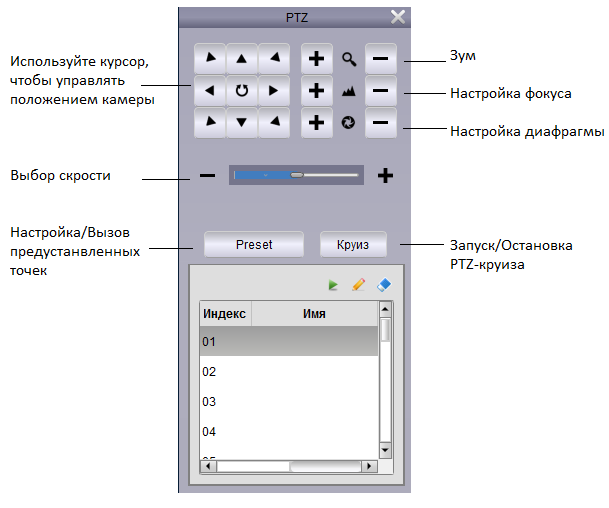 PTZ
Используйте курсор,
чтобы управлять
положением камеры
Зум
Настройка фокуса
Настройка диафрагмы
Выбор скрости
Настройка/Вызов
предустанвленных
точек
Preset
Круиз
Запуск/Остановка
PTZ-круиза
Индекс Имя
01
02
03
04
05